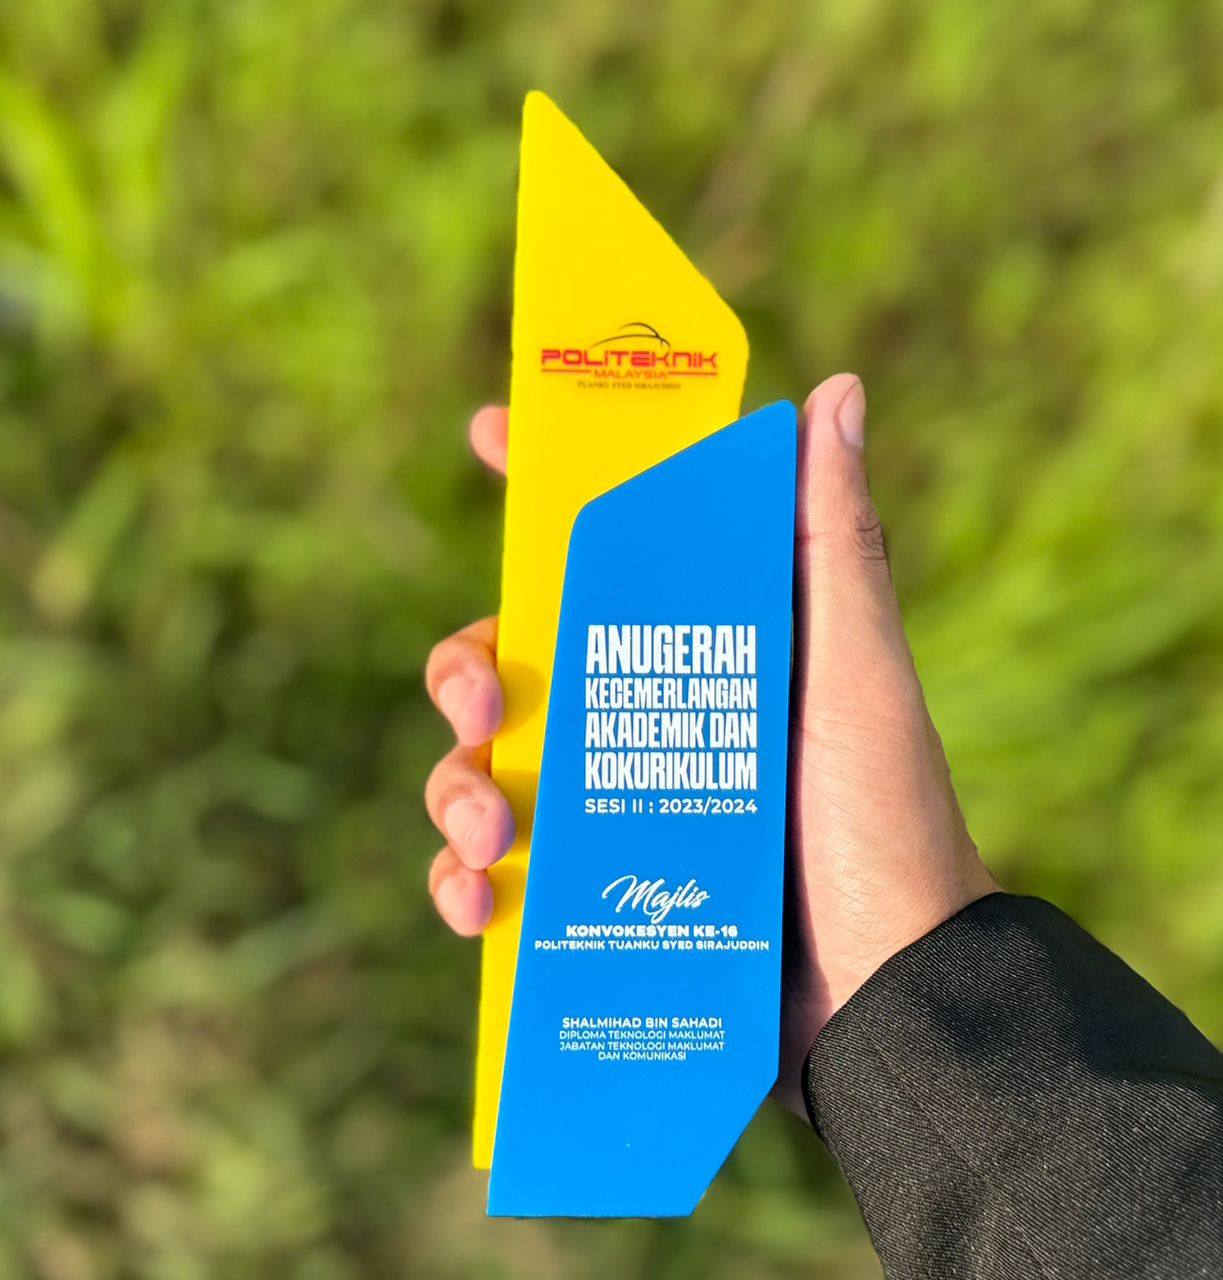 POLITEKNIK
MALAYSIA
TUANKU SYED SIRAJUDDIN
ANUGERAH
KECEMERLANGAN
AKADEMIK DAN
KOKURIKULUM
SESI II : 2023/2024
Majlis
KONVOKESYEN KE-16
POLITEKNIK TUANKU SYED SIRAJUDDIN
SHALMIHAD BIN SAHADI
DIPLOMA TEKNOLOGI MAKLUMAT
JABATAN TEKNOLOGI MAKLUMAT
DAN KOMUNIKASI